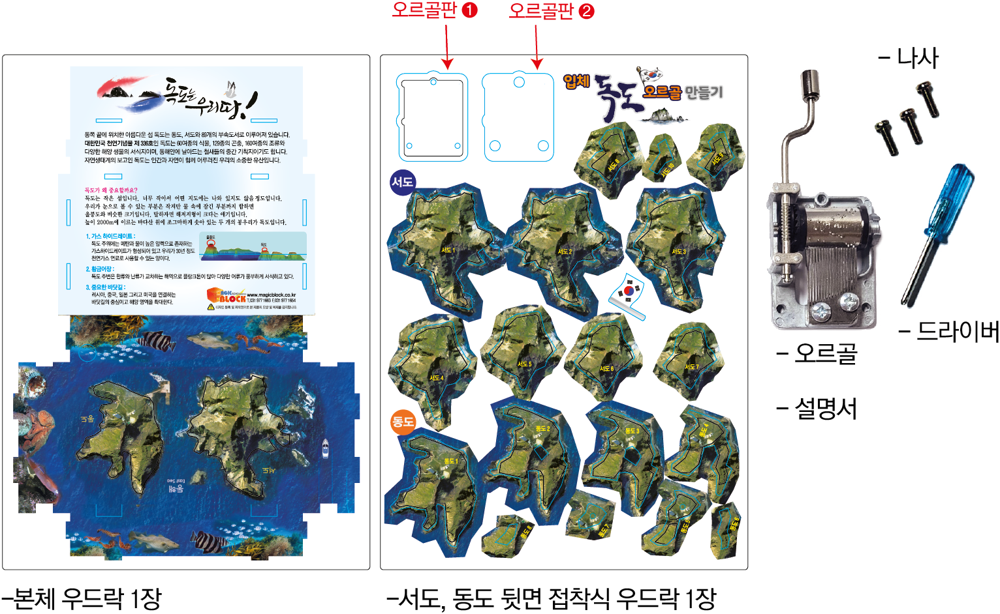 오르골판 ❶
오르골판 ❷
독도는
우리땅!
동쪽 끝에 위치한 아름다운 섬 독도는 동도, 서도와 89개의 부속도서로 이루어져 있습니다.
대한민국 천연기념물 제 336호인 독도는 60여종의 식물, 129종의 곤충, 160여종의 조류와
다양한 해양 생물의 서식지이며, 동해안에 날아드는 철새들의 중간 기착지이기도 합니다.
자연생태계의 보고인 독도는 인간과 자연이 함께 어루러진 우리의 소중한 유산입니다.
독도가 왜 중요할까요?
독도는 작은 섬입니다. 너무 작아서 어떤 지도에는 나와 있지도 않을 정도입니다.
우리가 눈으로 볼 수 있는 부분은 작지만 물 속에 잠긴 부분까지 합하면
울릉도와 비슷한 크기입니다. 말하자면 해저지형이 크다는 얘기입니다.
높이 2000m에 이르는 바다산 위에 조그마하게 솟아 있는 두 개의 봉우리가 독도입니다.
1. 가스 하이드레이트 :
독도 주위에는 메탄과 물이 높은 압력으로 존재하는
가스하이드레이트가 형성되어 있고 우리가 30년 정도
천연가스 연료로 사용할 수 있는 양이다.
울릉도
독도
2. 황금어장 :
독도 주변은 한류와 난류가 교차하는 해역으로 플랑크톤이 많아 다양한 어류가 풍부하게 서식하고 있다.
3. 중요한 바닷길 :
러시아, 중국, 일본 그리고 미국을 연결하는
바닷길의 중심이고 해양 영역을 확대한다.
MAGIC
BLOCK
www.magicblock.co.kr
T.031 977 1663 F.031 977 1654
디자인 등록 및 저작권으로 본 제품의 모방 및 복제를 금지합니다.
동도
서도
동해
East Sea
입체 독도 오르골 만들기
서도 8
서도 10
서도 9
서도
서도 1
서도 2
서도 3
서도 4
서도 5
서도 6
서도 7
동도
동도 1
동도 2
동도 3
동도 4
동도 8
동도 7
동도 5
동도 6
- 나사
- 드라이버
- 오르골
- 설명서
-본체 우드락 1장
-서도, 동도 뒷면 접착식 우드락 1장